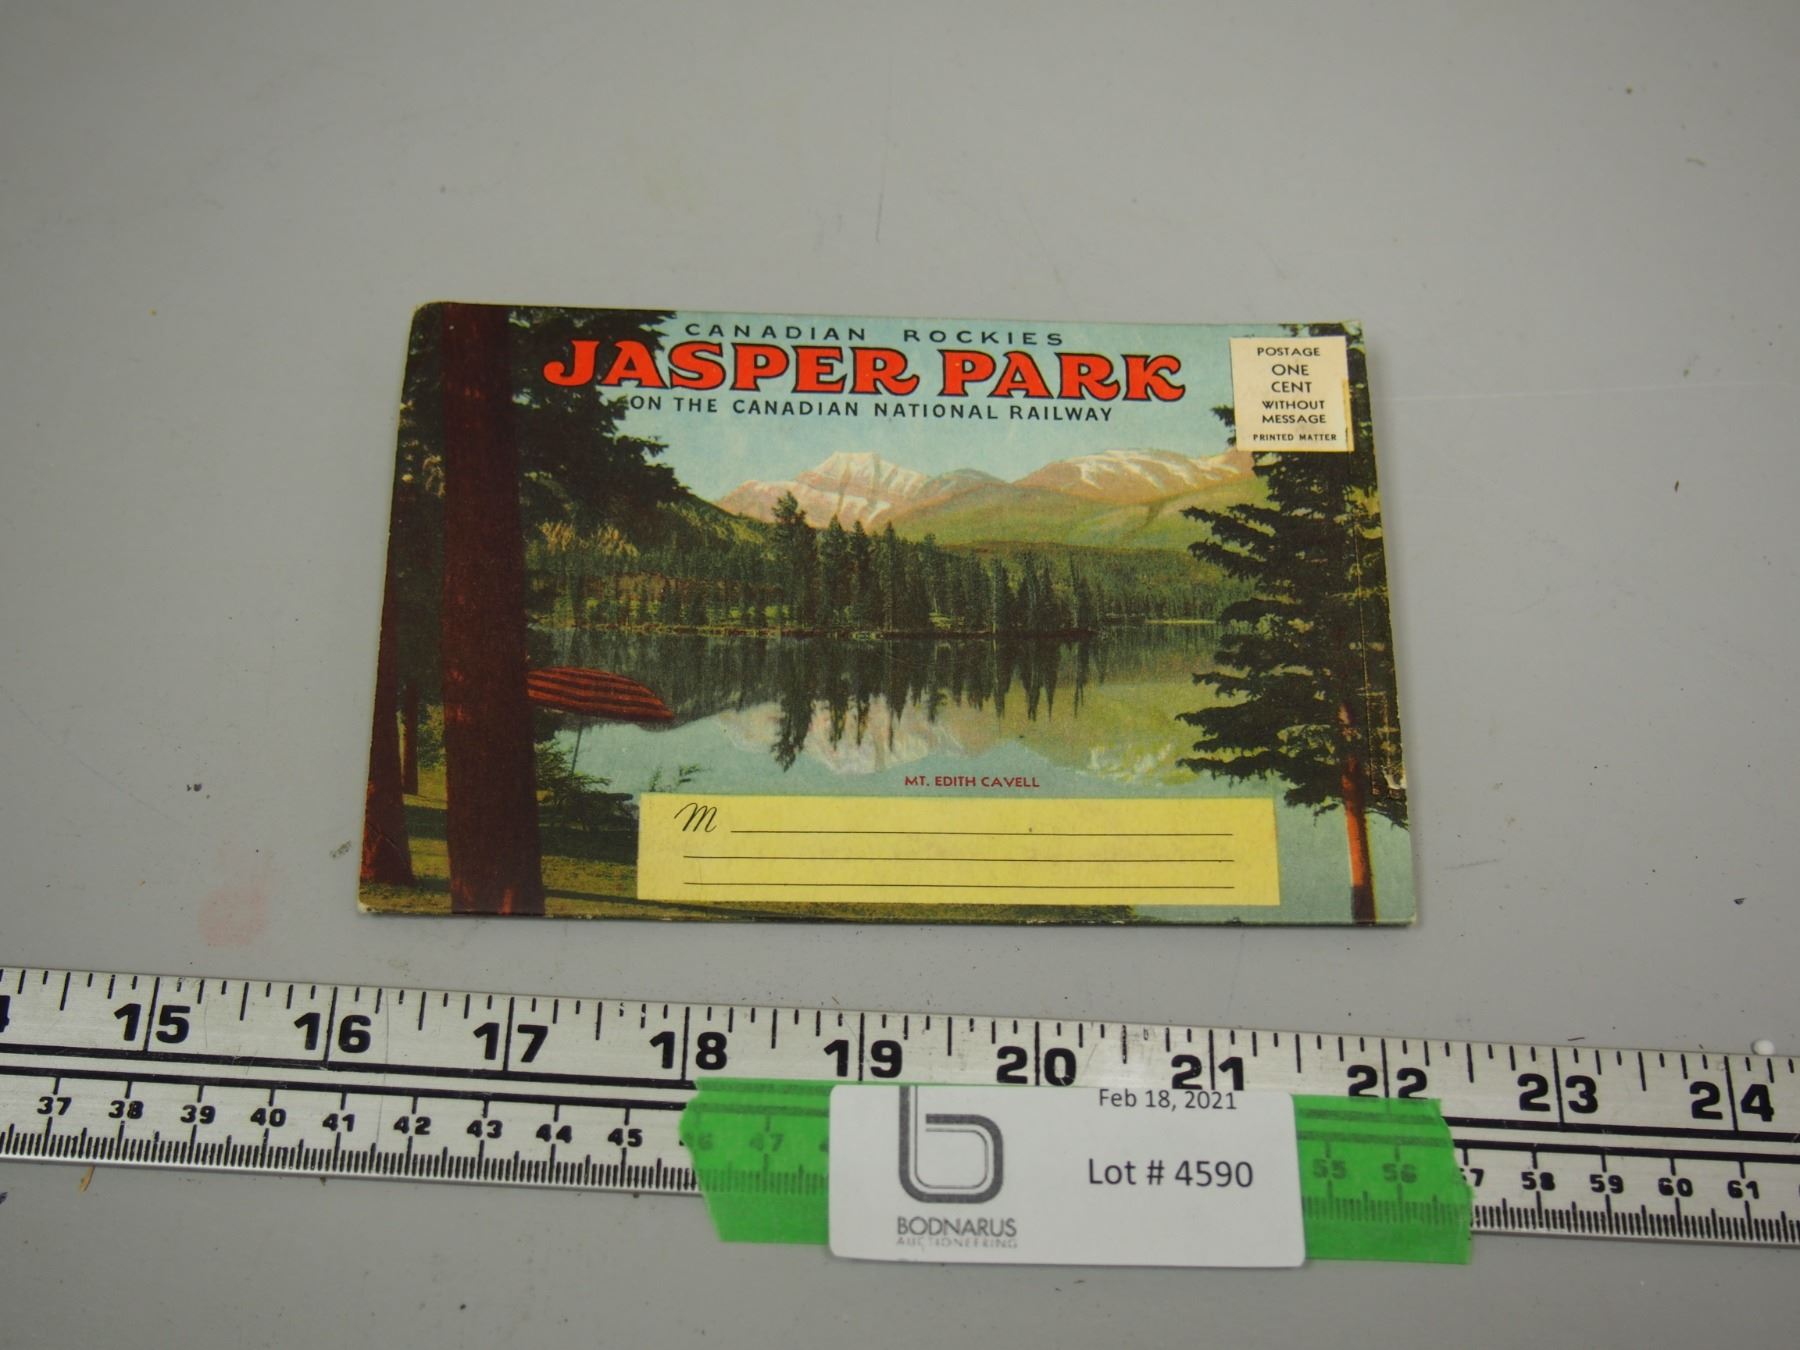 CANADIAN ROCKIES
JASPER PARK
ON THE CANADIAN NATIONAL RAILWAY
POSTAGE
ONE
CENT
WITHOUT
MESSAGE
PRINTED MATTER
MT. EDITH CAVELL
M
15 16 17 18 19 20 21 22 23 24
37 38 39 40 41 42 43 44 45 46 47 55 56 57 58 59 60 61
Feb 18, 2021
Lot # 4590
BODNARUS
AUCTIONEERING